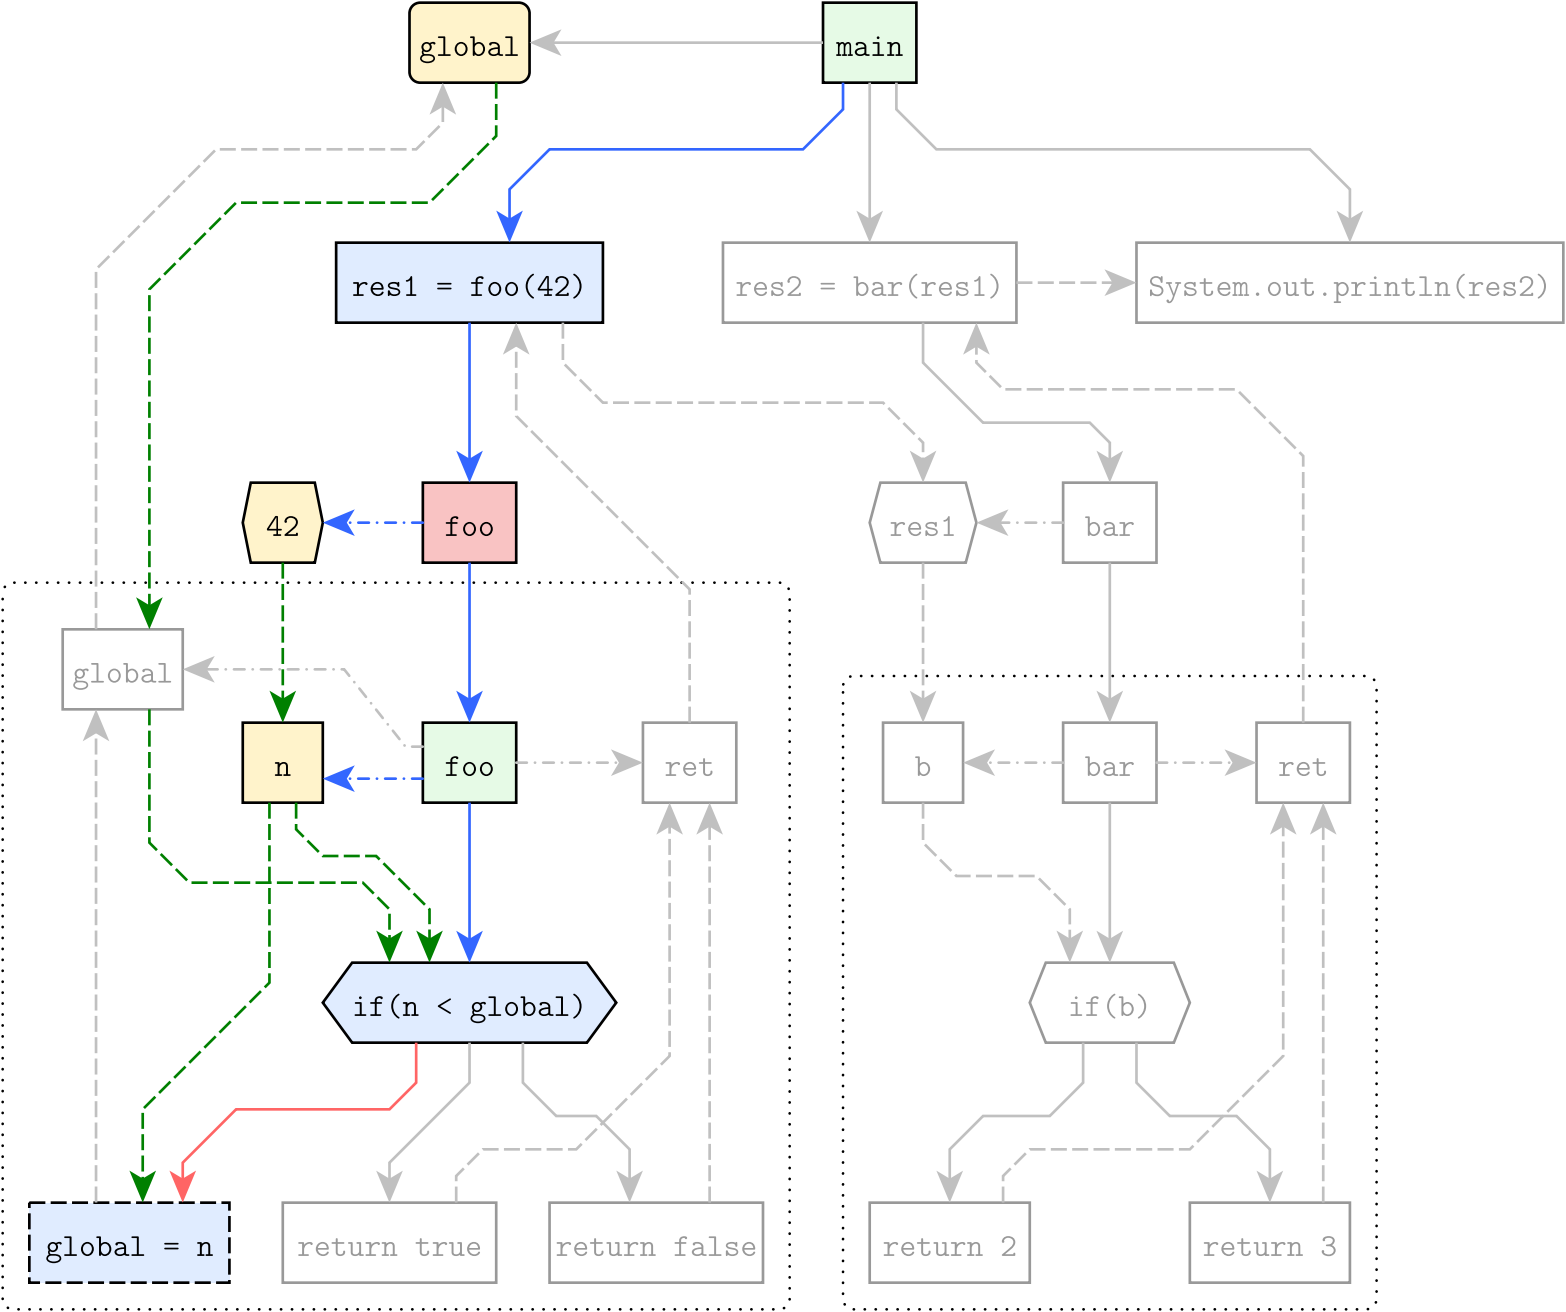 global
main
res1 = foo(42)
res2 = bar(res1)
System.out.println(res2)
42
foo
res1
bar
global
n
foo
ret
b
bar
ret
if(n < global)
if(b)
global = n
return true
return false
return 2
return 3